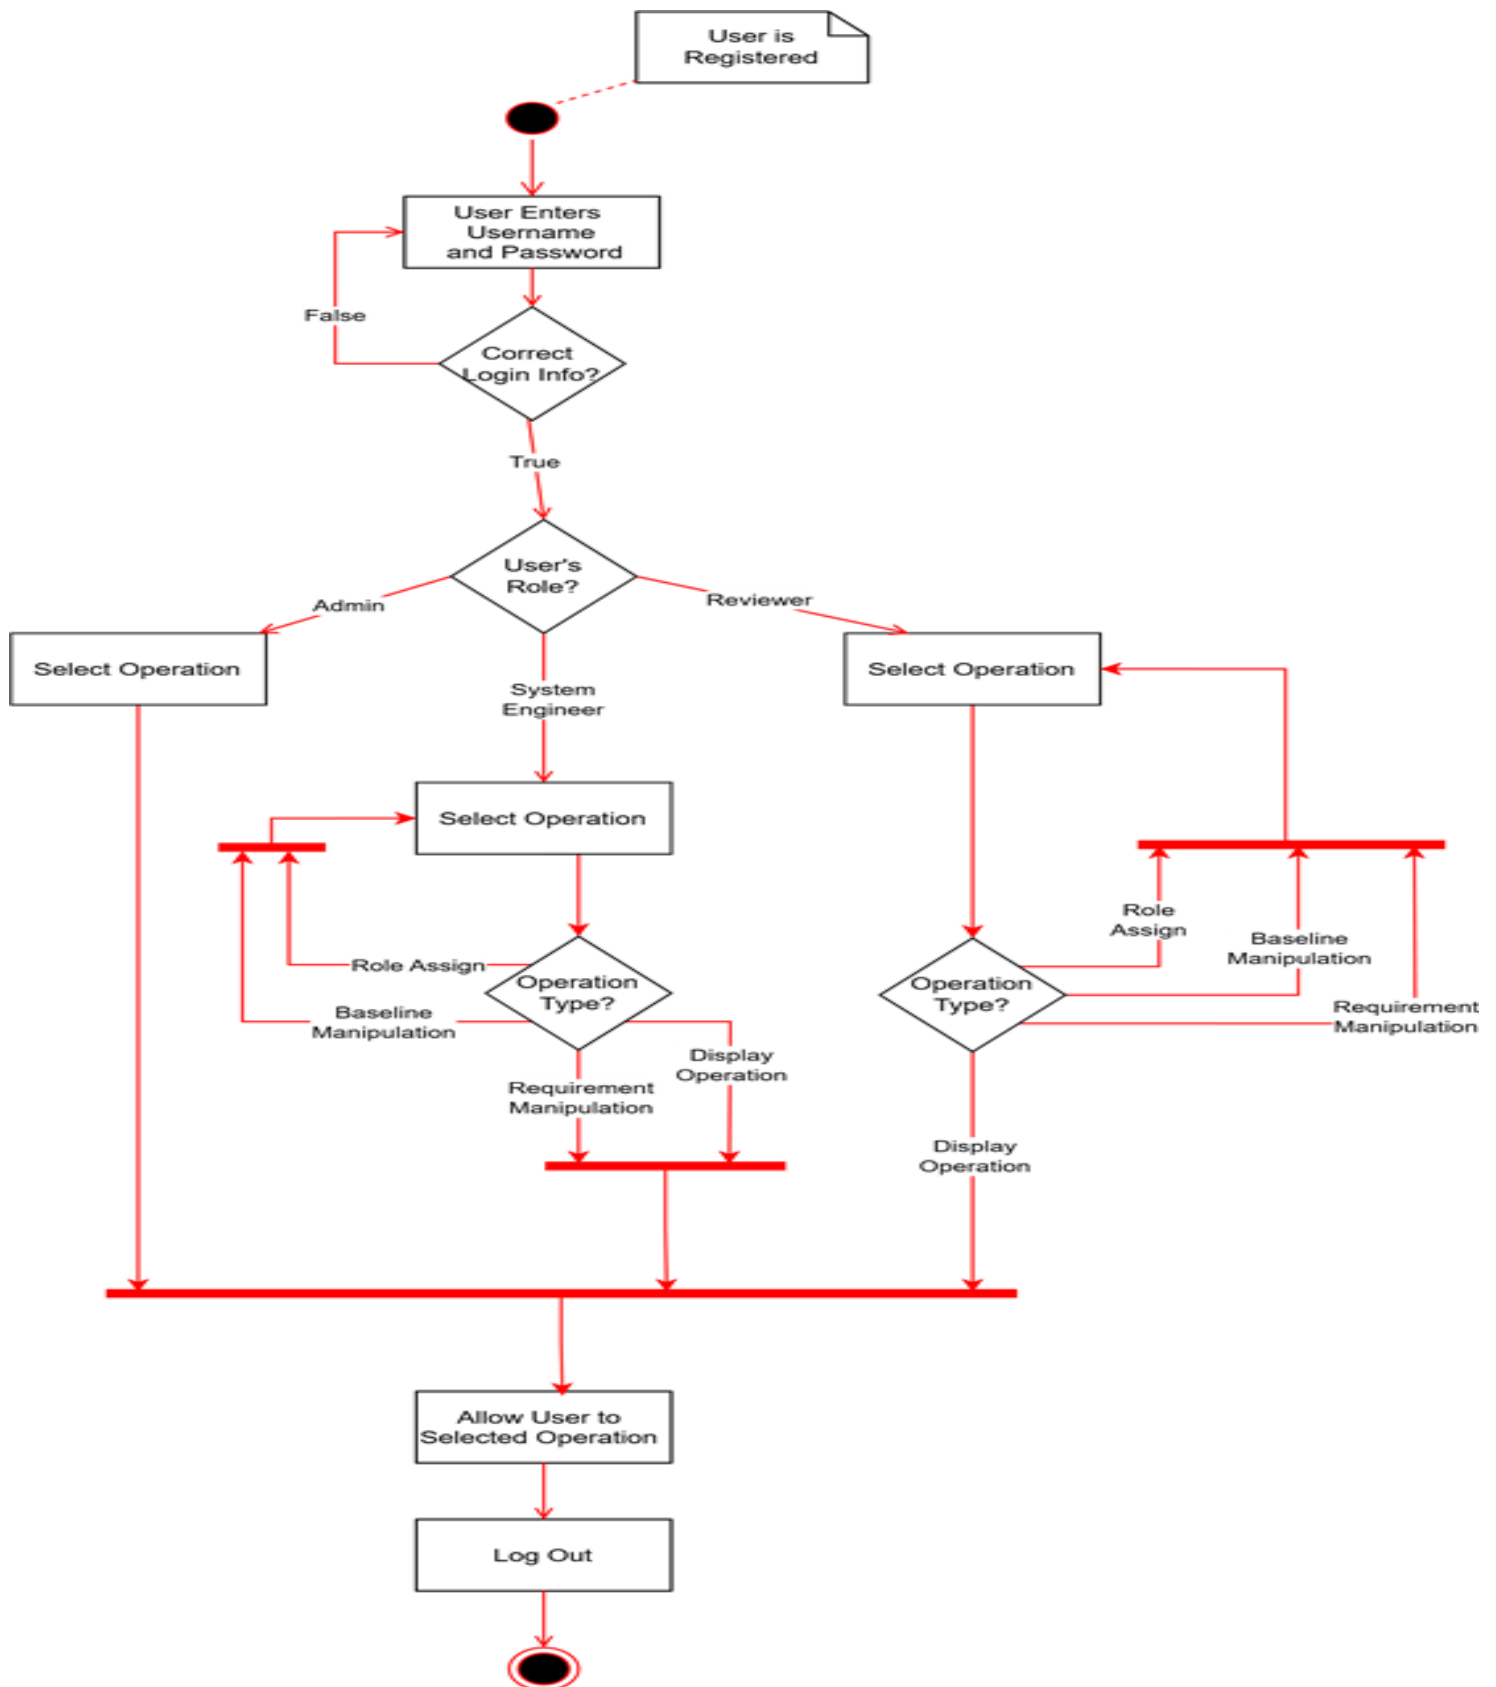 User is
Registered
User Enters
Username
and Password
False
Correct
Login Info?
True
User's
Role?
Admin
Reviewer
Select Operation
System
Engineer
Select Operation
Select Operation
Role Assign
Baseline
Manipulation
Operation
Type?
Requirement
Manipulation
Display
Operation
Operation
Type?
Role
Assign
Baseline
Manipulation
Requirement
Manipulation
Display
Operation
Allow User to
Selected Operation
Log Out